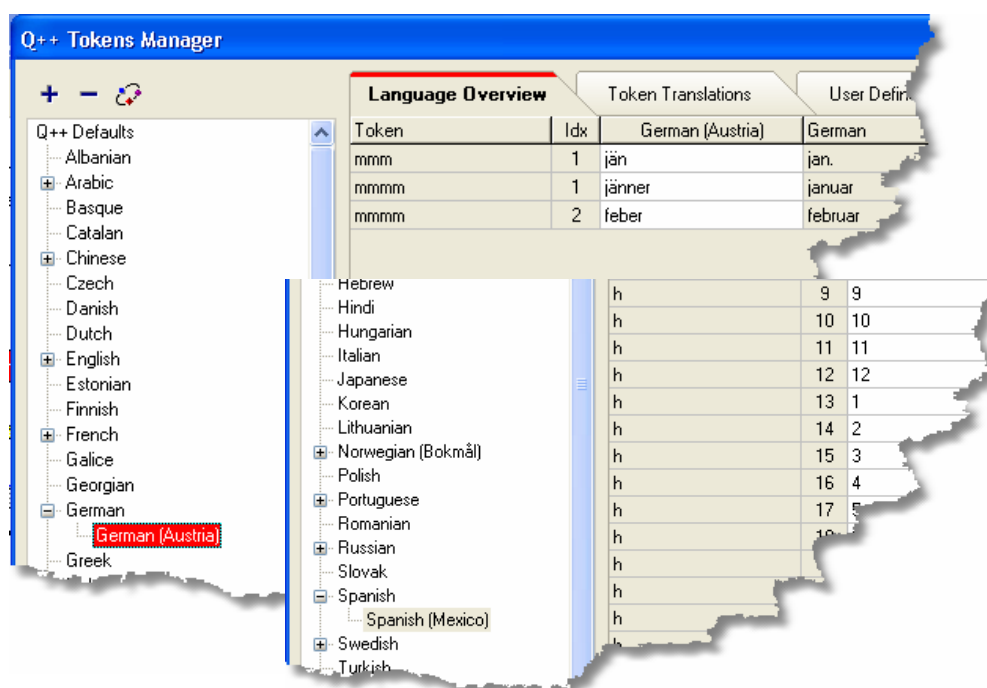 Q++ Tokens Manager
Language Overview Token Translations User Defin
Token Idx German (Austria) German
mmm 1 jän jan.
mmmm 1 jänner januar
mmmm 2 feber februar
Q++ Defaults
Albanian
Arabic
Basque
Catalan
Chinese
Czech
Danish
Dutch
English
Estonian
Finnish
French
Galice
Georgian
German
German (Austria)
Greek
Hebrew
Hindi
Hungarian
Italian
Japanese
Korean
Lithuanian
Norwegian (Bokmål)
Polish
Portuguese
Romanian
Russian
Slovak
Spanish
Spanish (Mexico)
Swedish
Turkish
h 9 9
h 10 10
h 11 11
h 12 12
h 13 1
h 14 2
h 15 3
h 16 4
h 17 5
h
h
h
h
h